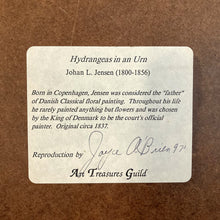 Hydrangeas in an Urn
Johan L. Jensen (1800-1856)
Born in Copenhagen, Jensen was considered the "father"
of Danish Classical floral painting. Throughout his life
he rarely painted anything but flowers and was chosen
by the King of Denmark to be the court's official
painter. Original circa 1837.
Reproduction by Joyce
Art Treasures Guild